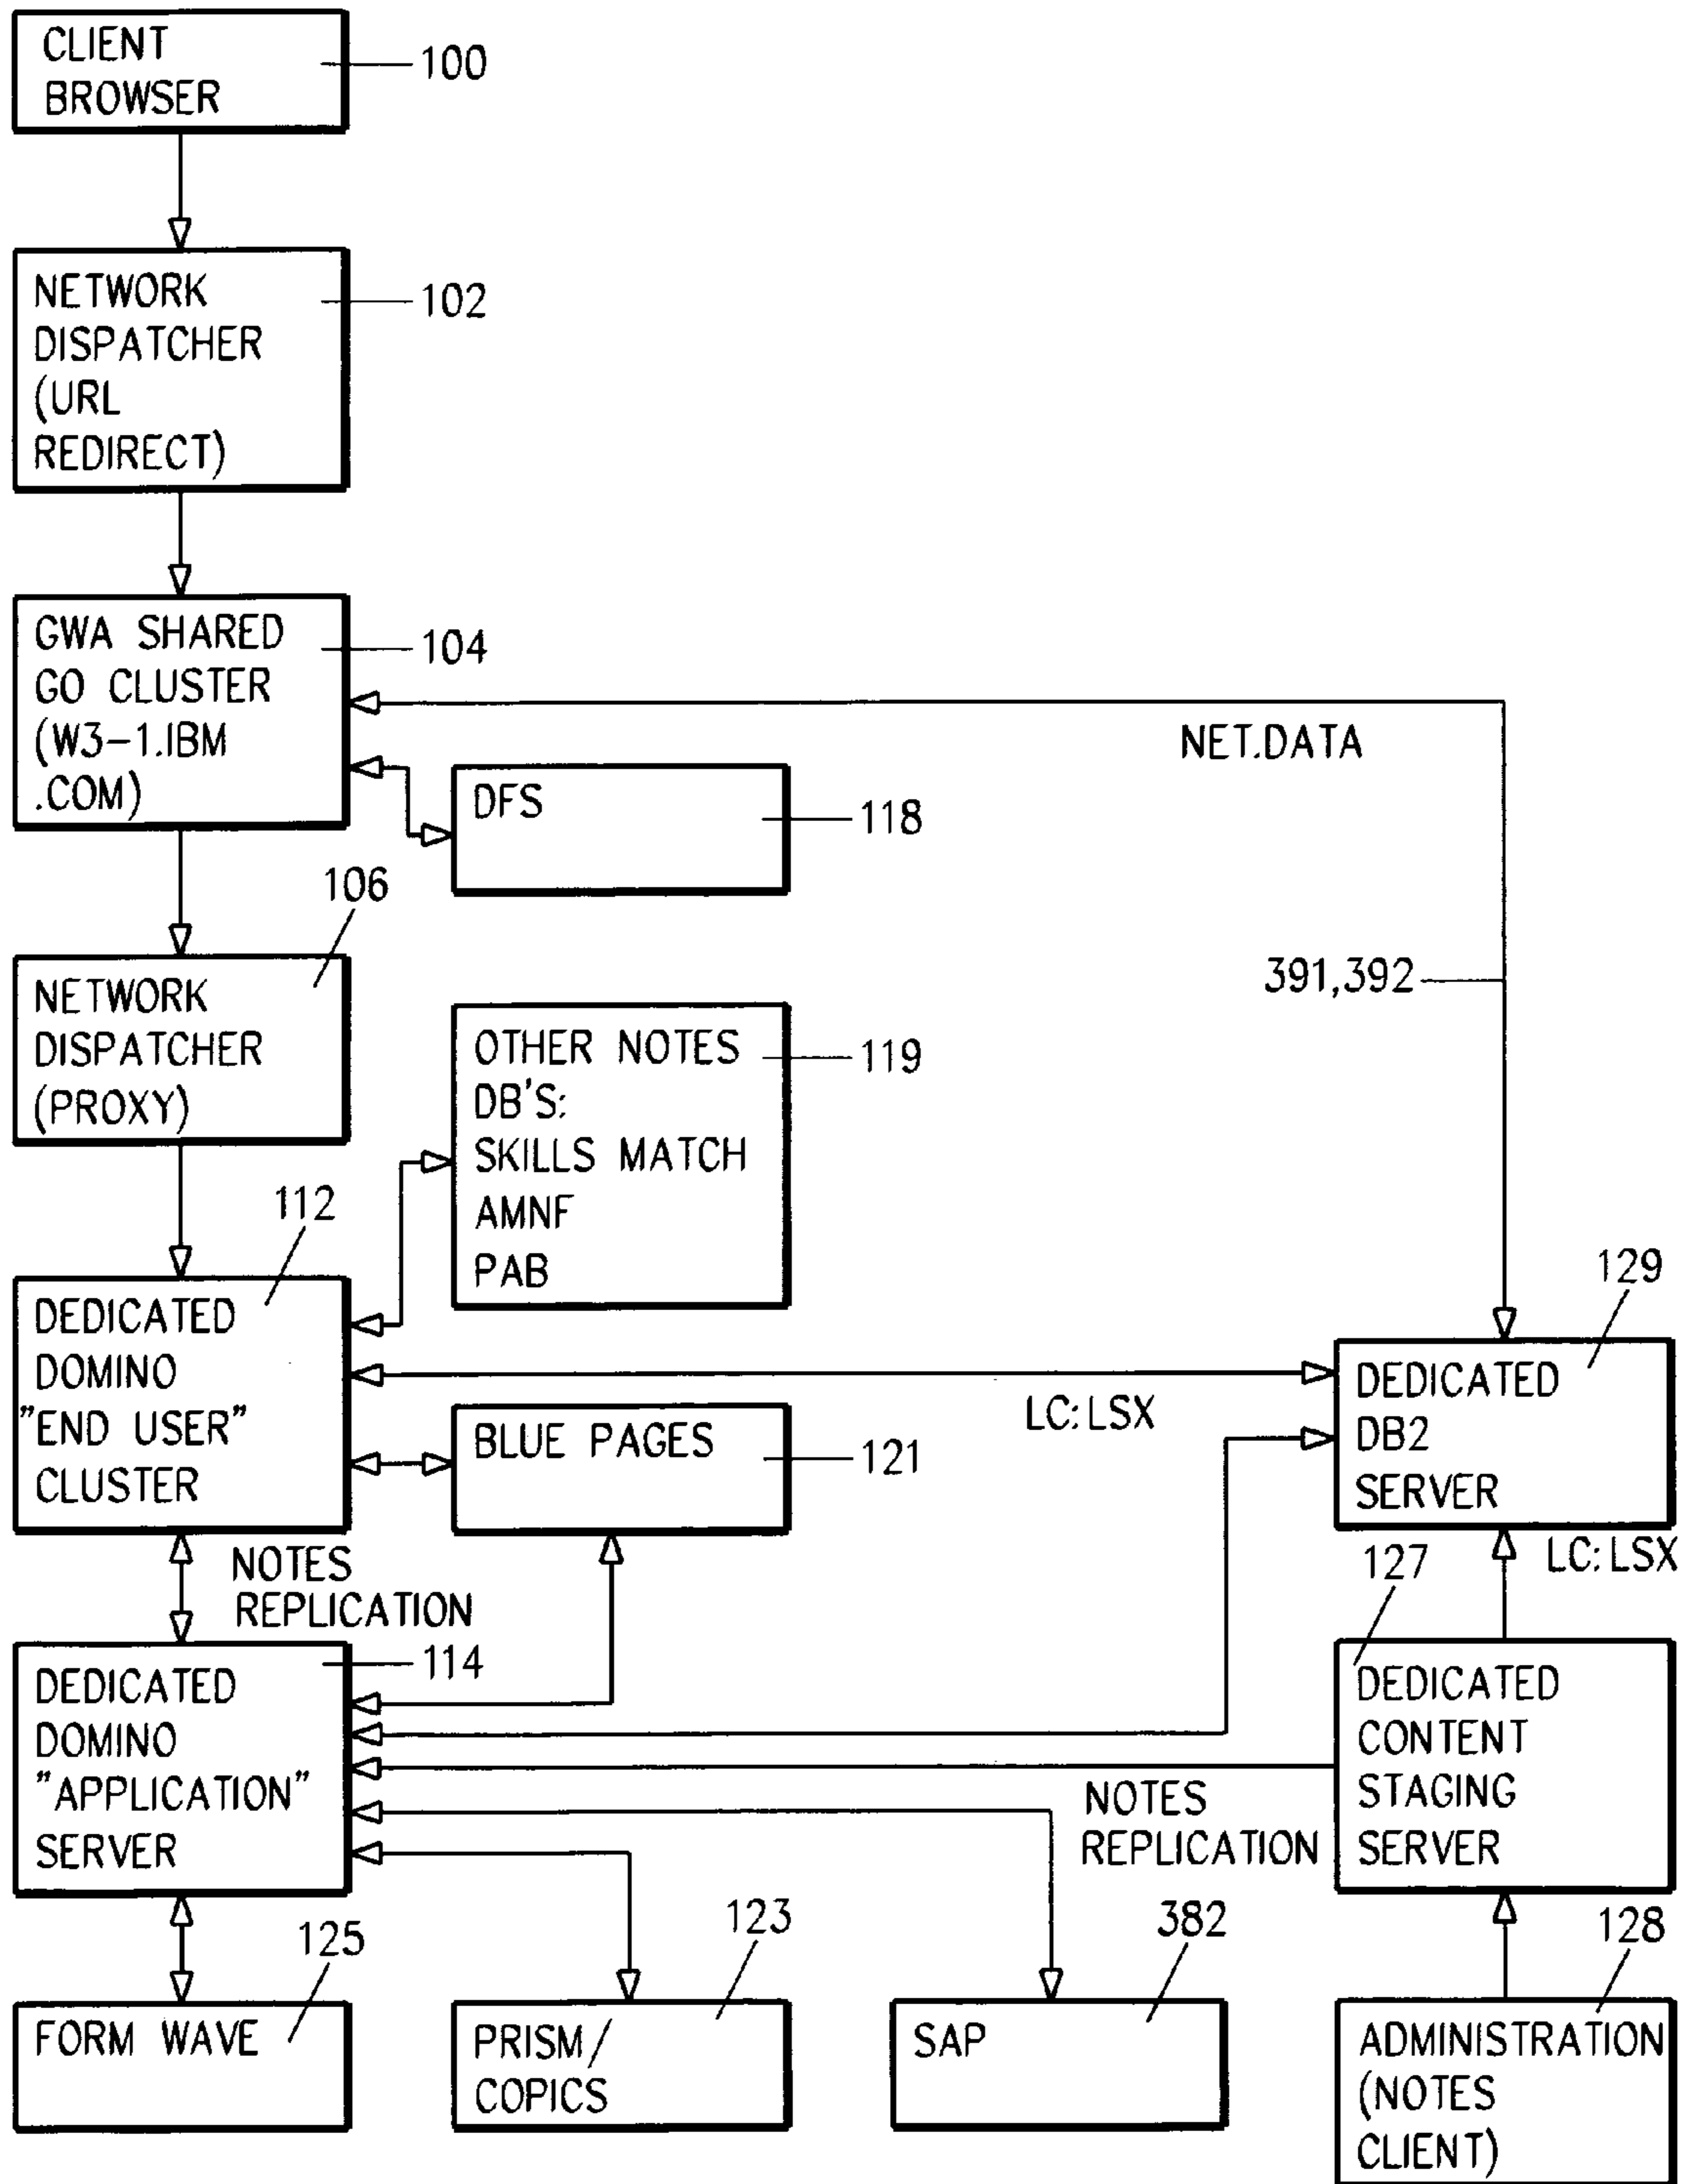 CLIENT
BROWSER
100
NETWORK
DISPATCHER
(URL
REDIRECT)
102
GWA SHARED
GO CLUSTER
(W3-1.IBM
.COM)
104
NET.DATA
DFS
118
106
NETWORK
DISPATCHER
(PROXY)
391,392
OTHER NOTES
DB'S:
SKILLS MATCH
AMNF
PAB
119
112
DEDICATED
DOMINO
"END USER"
CLUSTER
129
DEDICATED
DB2
SERVER
LC:LSX
BLUE PAGES
121
NOTES
REPLICATION
127
LC:LSX
114
DEDICATED
DOMINO
"APPLICATION"
SERVER
DEDICATED
CONTENT
STAGING
SERVER
NOTES
REPLICATION
125
FORM WAVE
123
PRISM/
COPICS
382
SAP
128
ADMINISTRATION
(NOTES
CLIENT)